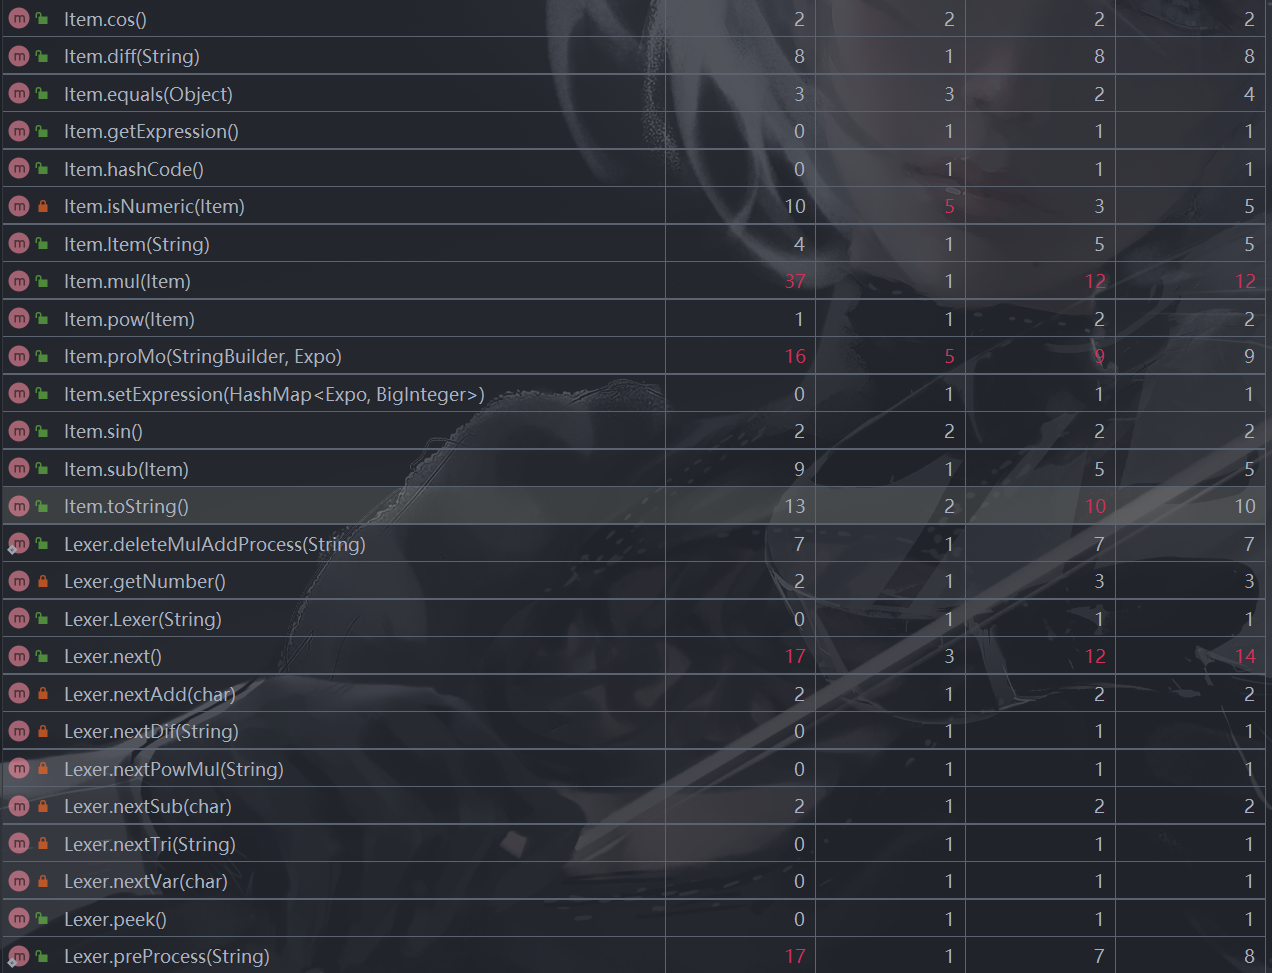 m Item.cos() 2 2 2 2
m Item.diff(String) 8 1 8 8
m Item.equals(Object) 3 3 2 4
m Item.getExpression() 0 1 1 1
m Item.hashCode() 0 1 1 1
m Item.isNumeric(Item) 10 5 3 5
m Item.Item(String) 4 1 5 5
m Item.mul(Item) 37 1 12 12
m Item.pow(Item) 1 1 2 2
m Item.proMo(StringBuilder, Expo) 16 5 9 9
m Item.setExpression(HashMap<Expo, BigInteger>) 0 1 1 1
m Item.sin() 2 2 2 2
m Item.sub(Item) 9 1 5 5
m Item.toString() 13 2 10 10
m Lexer.deleteMulAddProcess(String) 7 1 7 7
m Lexer.getNumber() 2 1 3 3
m Lexer.Lexer(String) 0 1 1 1
m Lexer.next() 17 3 12 14
m Lexer.nextAdd(char) 2 1 2 2
m Lexer.nextDif(String) 0 1 1 1
m Lexer.nextPowMul(String) 0 1 1 1
m Lexer.nextSub(char) 2 1 2 2
m Lexer.nextTri(String) 0 1 1 1
m Lexer.nextVar(char) 0 1 1 1
m Lexer.peek() 0 1 1 1
m Lexer.preProcess(String) 17 1 7 8